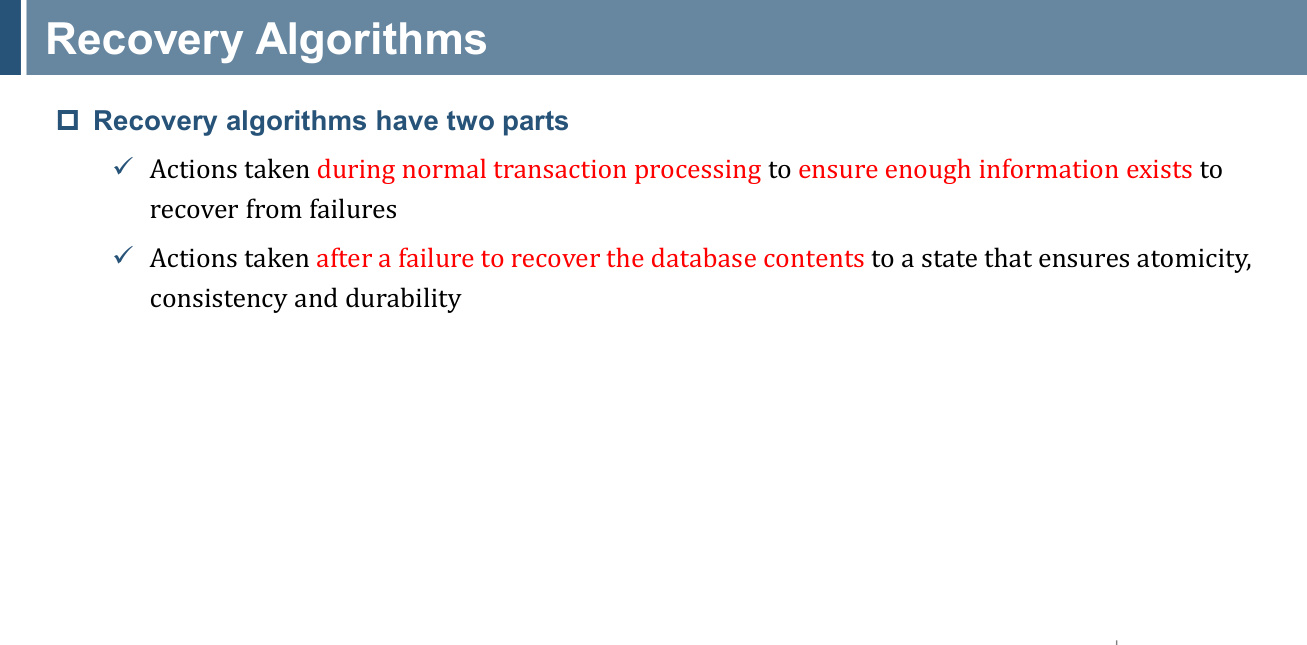 Recovery Algorithms
Recovery algorithms have two parts
Actions taken during normal transaction processing to ensure enough information exists to
recover from failures
Actions taken after a failure to recover the database contents to a state that ensures atomicity,
consistency and durability